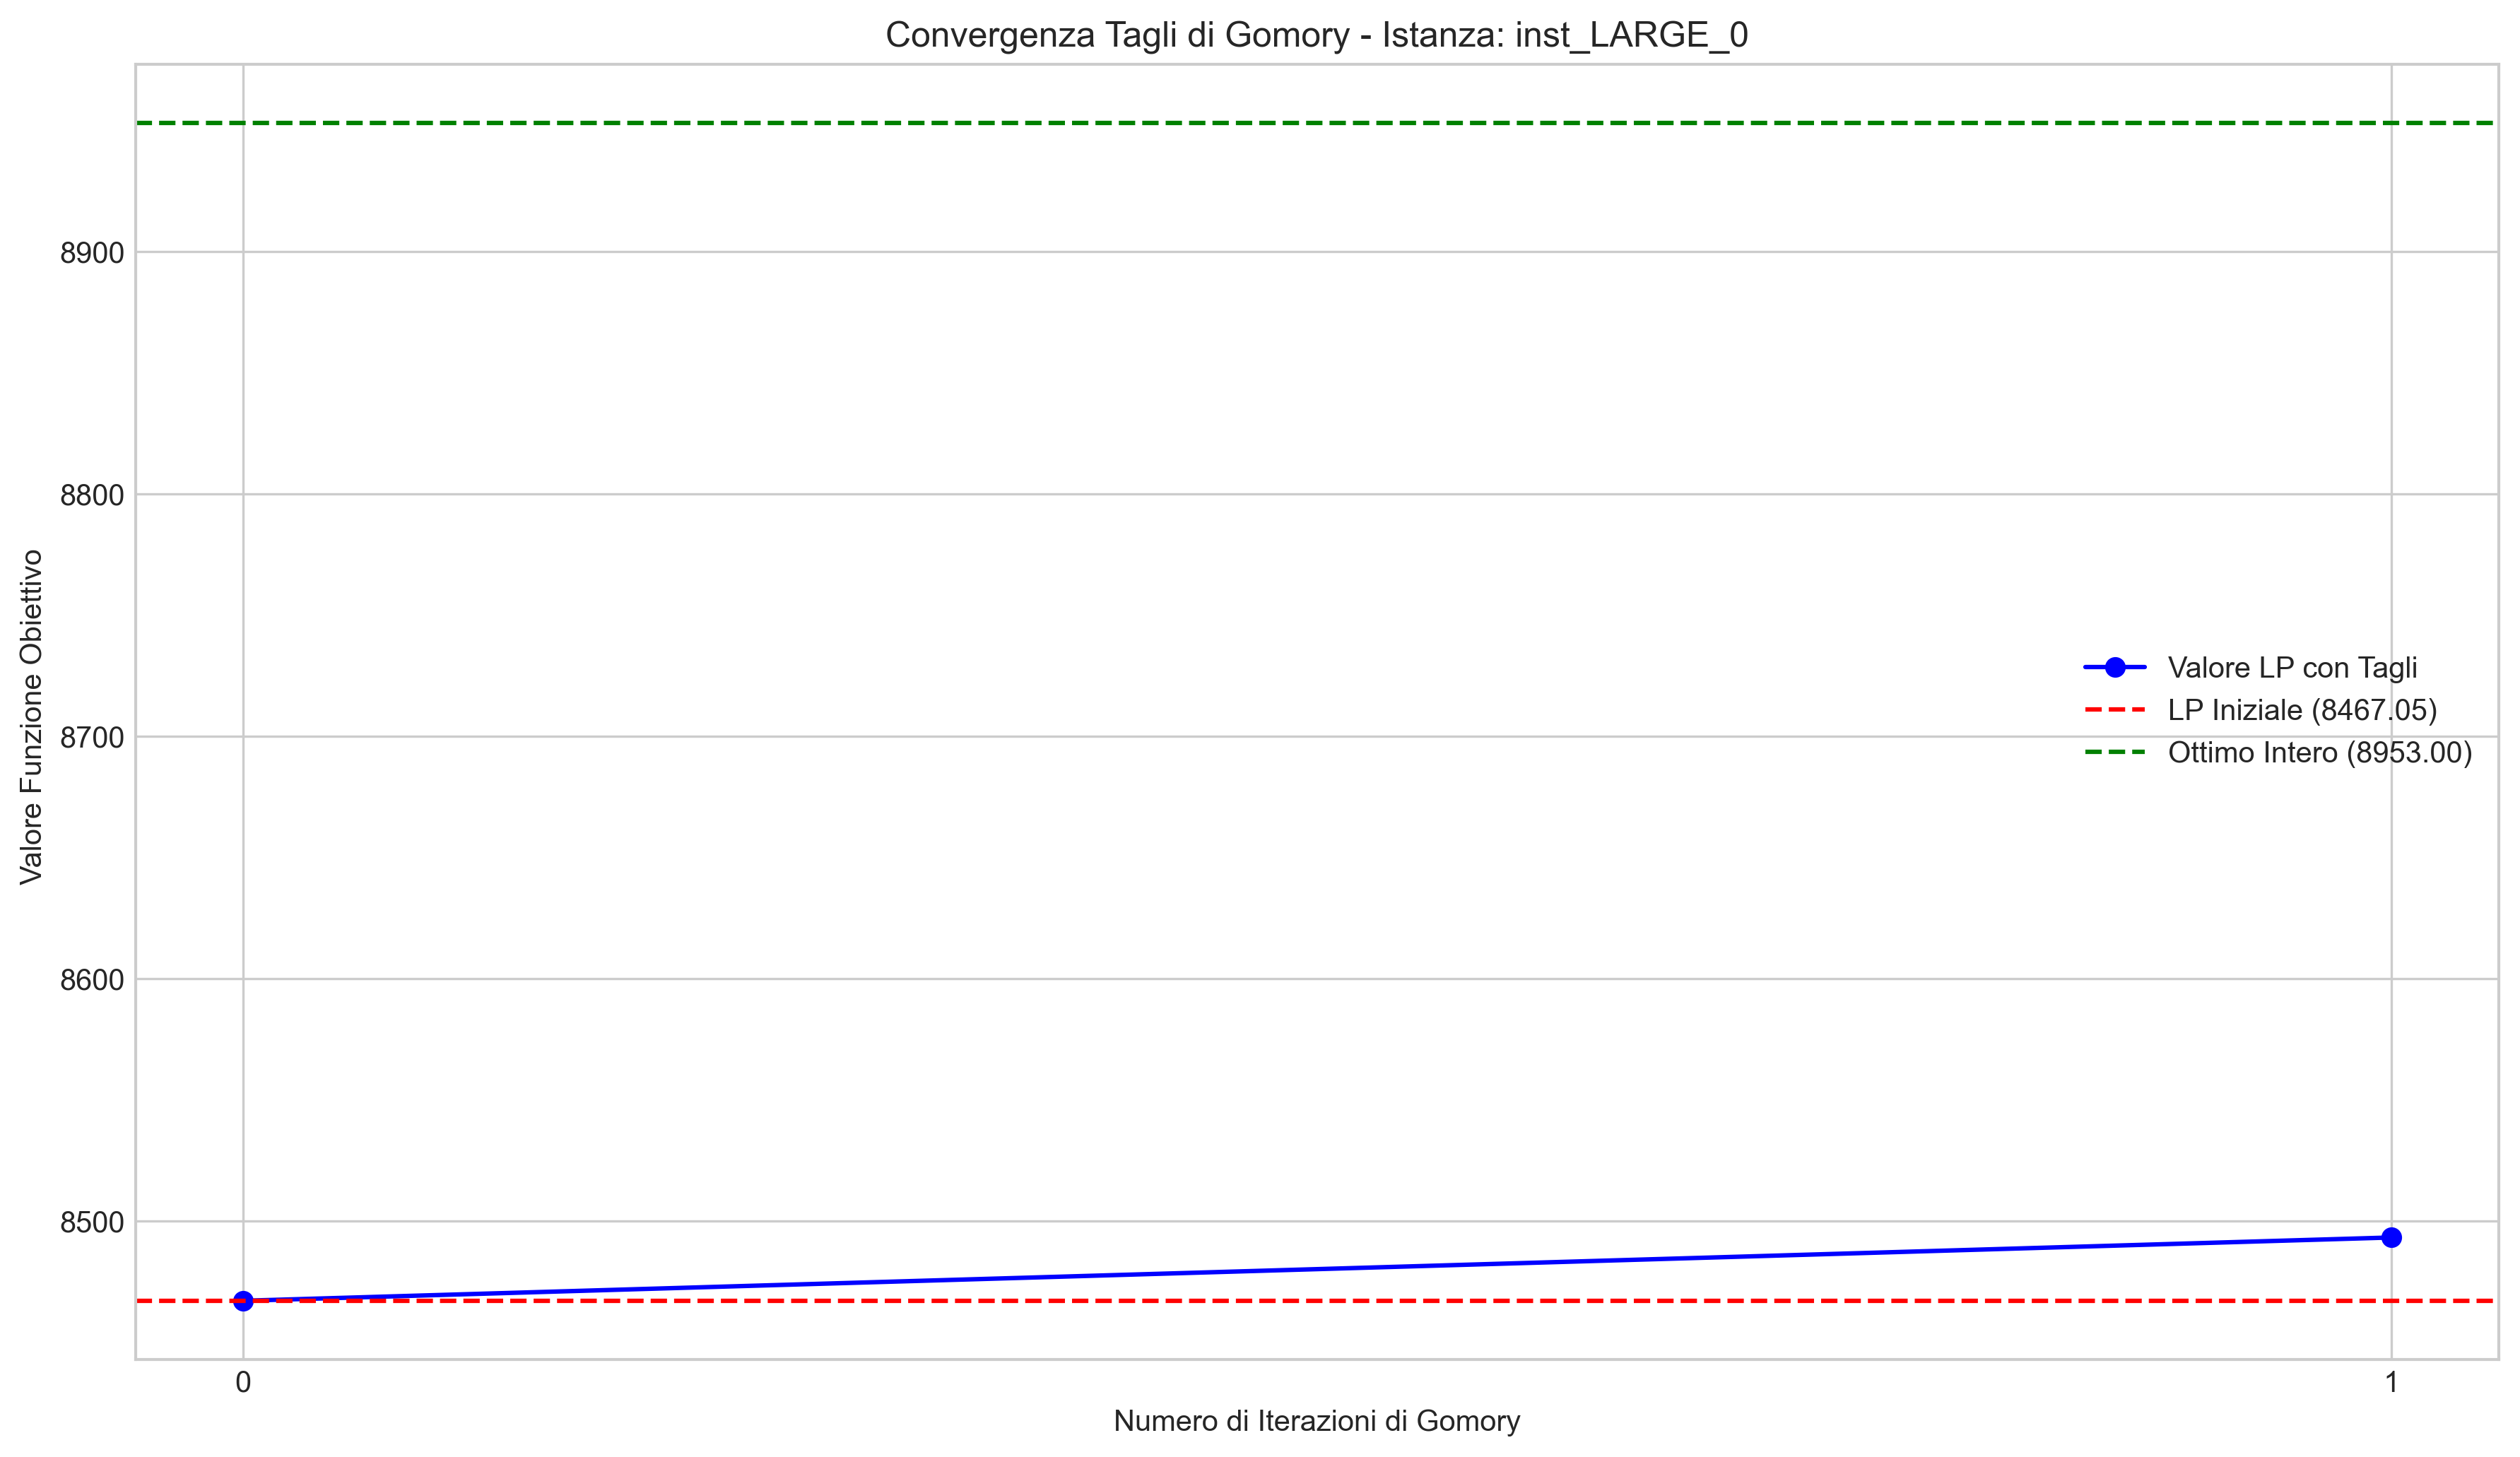 Convergenza Tagli di Gomory - Istanza: inst_LARGE_0
Valore Funzione Obiettivo
8900
8800
8700
8600
8500
Valore LP con Tagli
LP Iniziale (8467.05)
Ottimo Intero (8953.00)
0
1
Numero di Iterazioni di Gomory